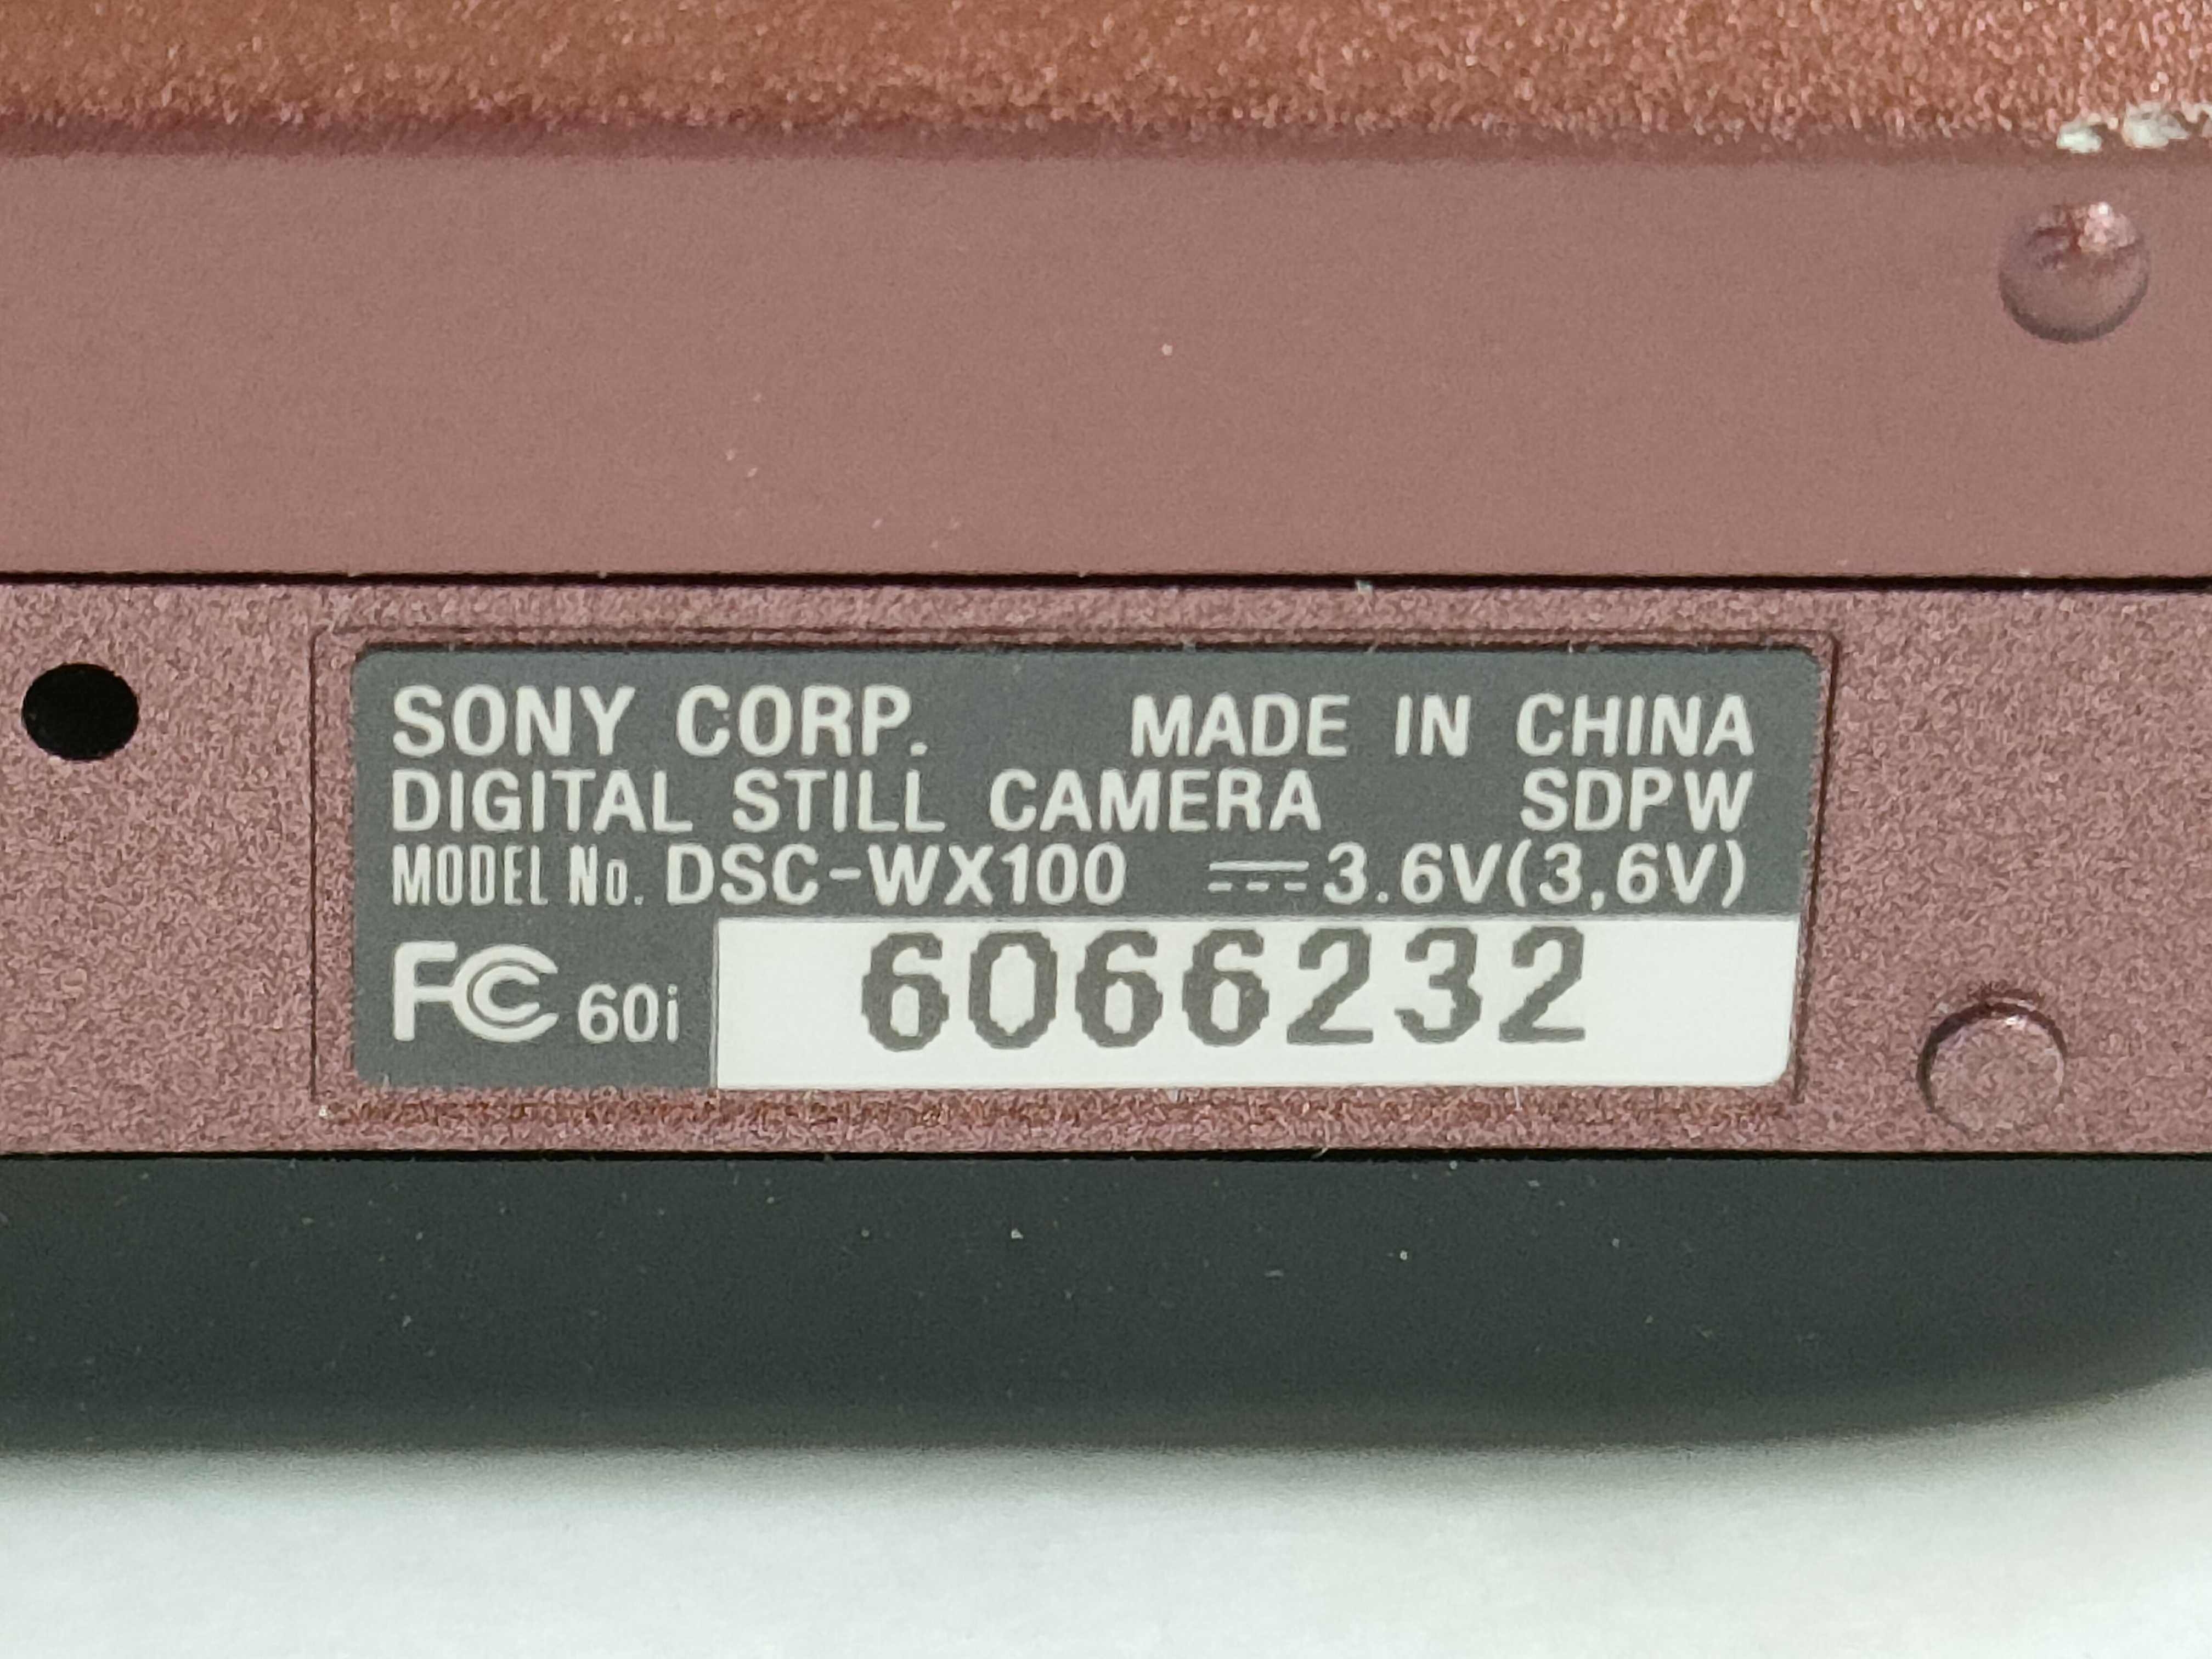 SONY CORP. MADE IN CHINA
DIGITAL STILL CAMERA SDPW
MODEL No. DSC-WX100 ⎓3.6V(3,6V)
FC 60i 6066232